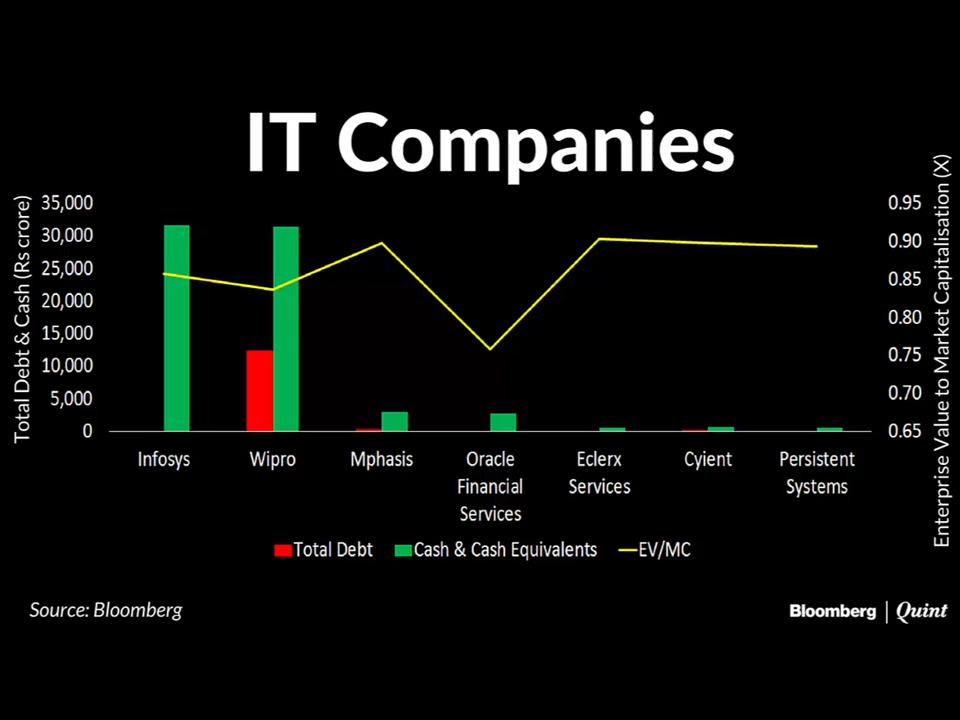 IT Companies
Total Debt & Cash (Rs crore)
35,000
30,000
25,000
20,000
15,000
10,000
5,000
0
0.95
0.90
0.85
0.80
0.75
0.70
0.65
Enterprise Value to Market Capitalisation (X)
Infosys
Wipro
Mphasis
Oracle
Financial
Services
Eclerx
Services
Cyient
Persistent
Systems
Total Debt Cash & Cash Equivalents EV/MC
Source: Bloomberg
Bloomberg | Quint